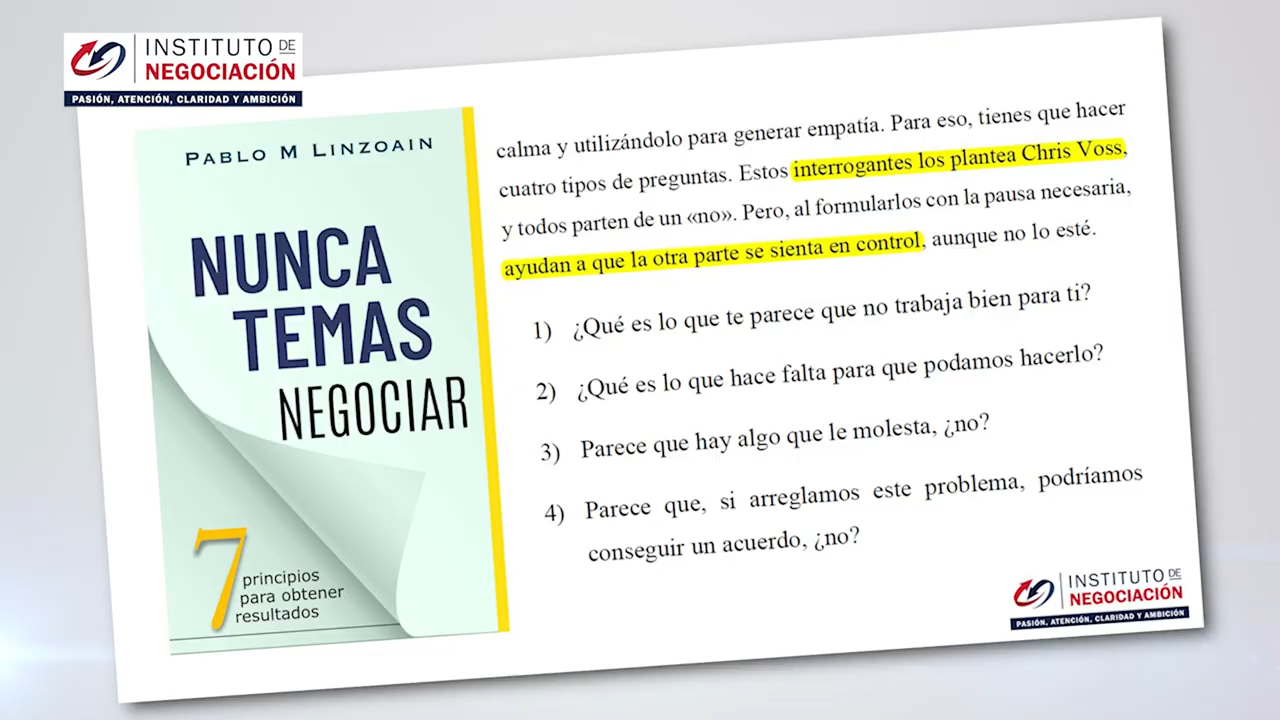 INSTITUTO DE
NEGOCIACIÓN
PASIÓN, ATENCIÓN, CLARIDAD Y AMBICIÓN
PABLO M LINZOAIN
NUNCA
TEMAS
NEGOCIAR
7
principios
para obtener
resultados
calma y utilizándolo para generar empatía. Para eso, tienes que hacer
cuatro tipos de preguntas. Estos interrogantes los plantea Chris Voss,
y todos parten de un «no». Pero, al formularlos con la pausa necesaria,
ayudan a que la otra parte se sienta en control, aunque no lo esté.
1) ¿Qué es lo que te parece que no trabaja bien para ti?
2) ¿Qué es lo que hace falta para que podamos hacerlo?
3) Parece que hay algo que le molesta, ¿no?
4) Parece que, si arreglamos este problema, podríamos
conseguir un acuerdo, ¿no?
INSTITUTO DE
NEGOCIACIÓN
PASIÓN, ATENCIÓN, CLARIDAD Y AMBICIÓN